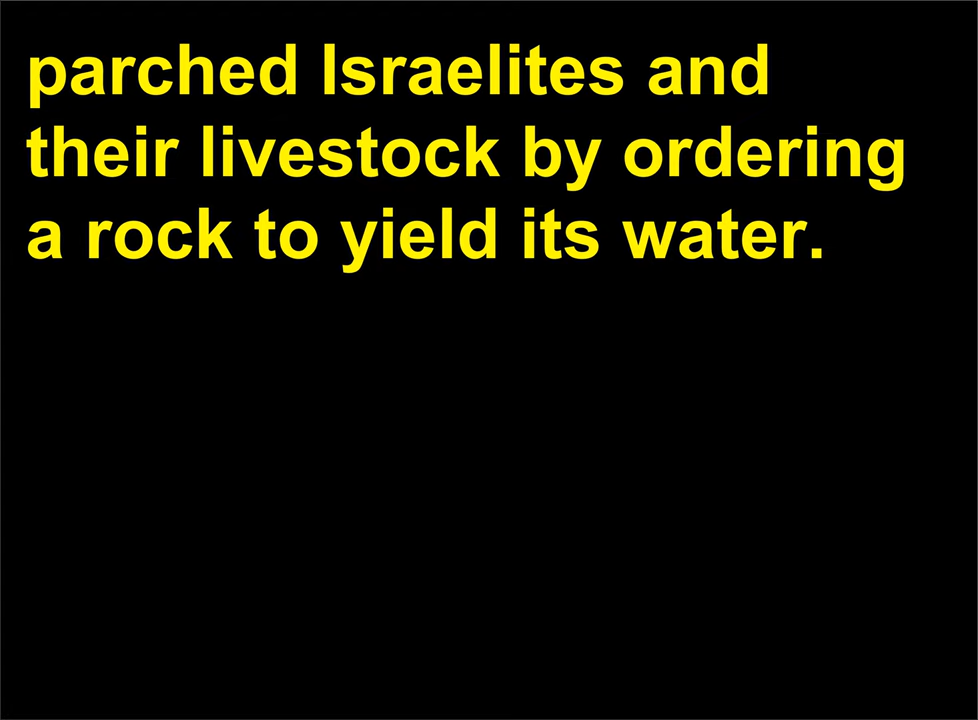 parched Israelites and
their livestock by ordering
a rock to yield its water.